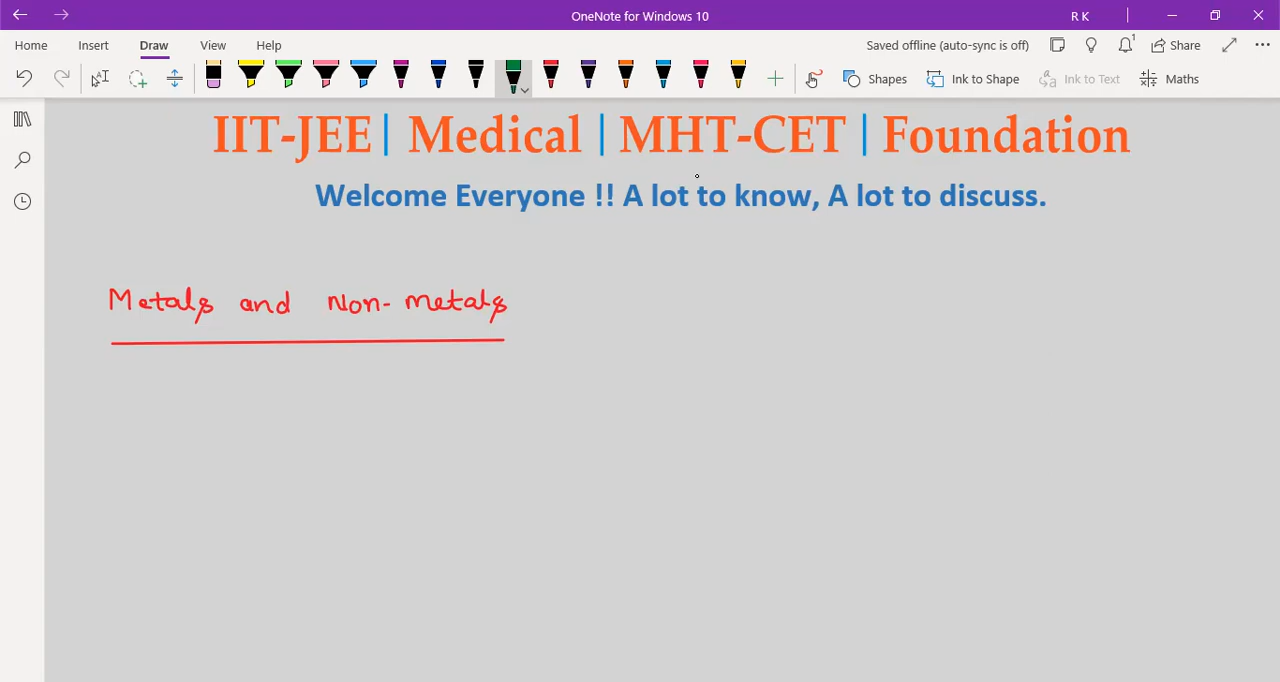 OneNote for Windows 10
R K
Home Insert Draw View Help
Saved offline (auto-sync is off) 1 Share
Shapes Ink to Shape Ink to Text Maths
IIT-JEE | Medical | MHT-CET | Foundation
Welcome Everyone !! A lot to know, A lot to discuss.
Metals and Non-metals